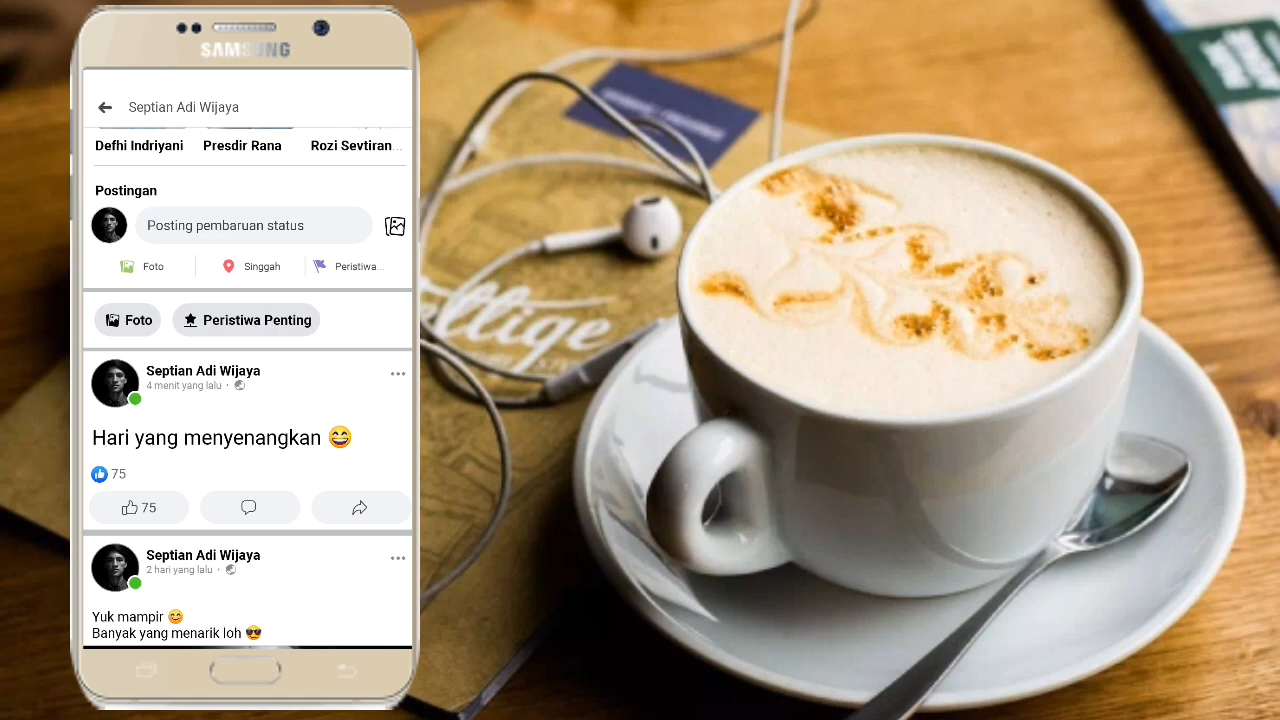 SAMSUNG
Septian Adi Wijaya
Defhi Indriyani Presdir Rana Rozi Sevtiran...
Postingan
Posting pembaruan status
Foto Singgah Peristiwa...
Foto Peristiwa Penting
Septian Adi Wijaya
4 menit yang lalu ·
Hari yang menyenangkan 😄
75
75
Septian Adi Wijaya
2 hari yang lalu ·
Yuk mampir 😊
Banyak yang menarik loh 😎